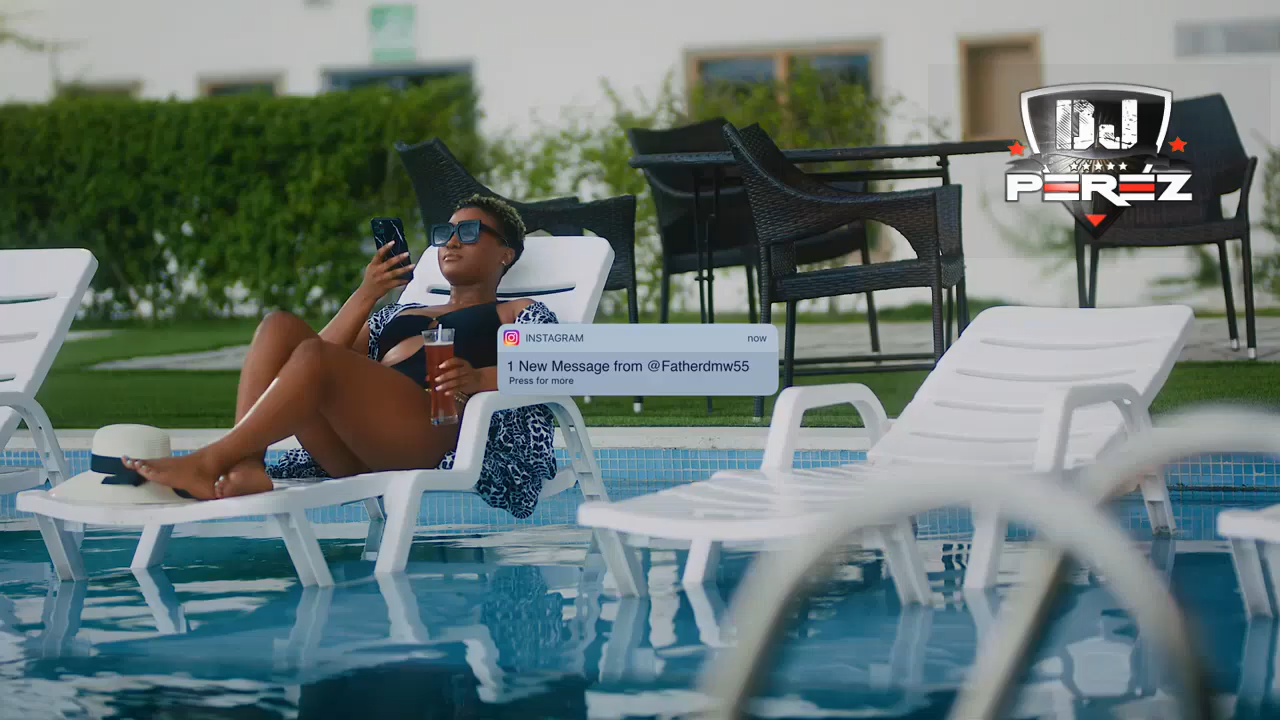 DJ
PEREZ
INSTAGRAM
now
1 New Message from @Fatherdmw55
Press for more